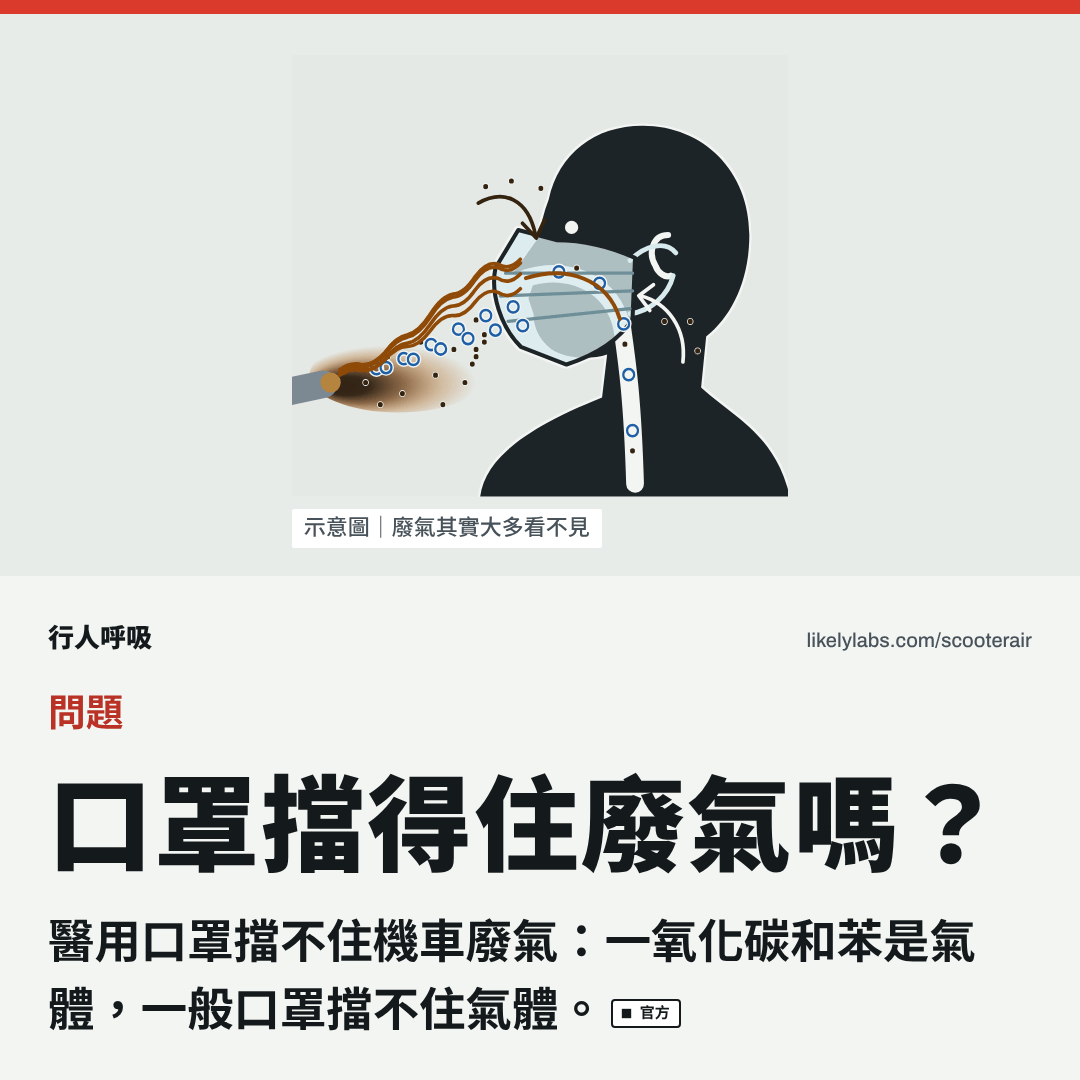 示意圖｜廢氣其實大多看不見
行人呼吸
likelylabs.com/scooterair
問題
口罩擋得住廢氣嗎？
醫用口罩擋不住機車廢氣：一氧化碳和苯是氣
體，一般口罩擋不住氣體。 ■ 官方